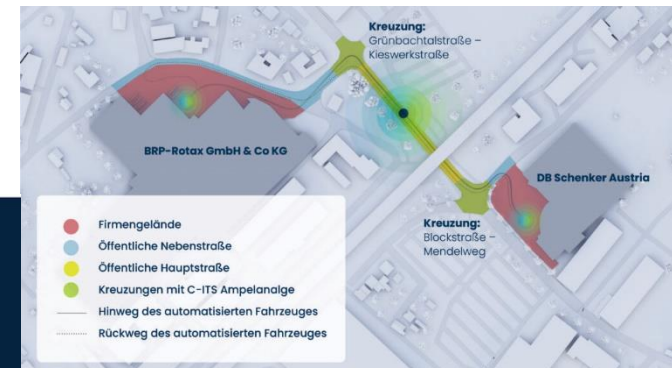 Kreuzung:
Grünbachtalstraße –
Kieswerkstraße
BRP-Rotax GmbH & Co KG
DB Schenker Austria
Kreuzung:
Blockstraße –
Mendelweg
Firmengelände
Öffentliche Nebenstraße
Öffentliche Hauptstraße
Kreuzungen mit C-ITS Ampelanalge
Hinweg des automatisierten Fahrzeuges
Rückweg des automatisierten Fahrzeuges